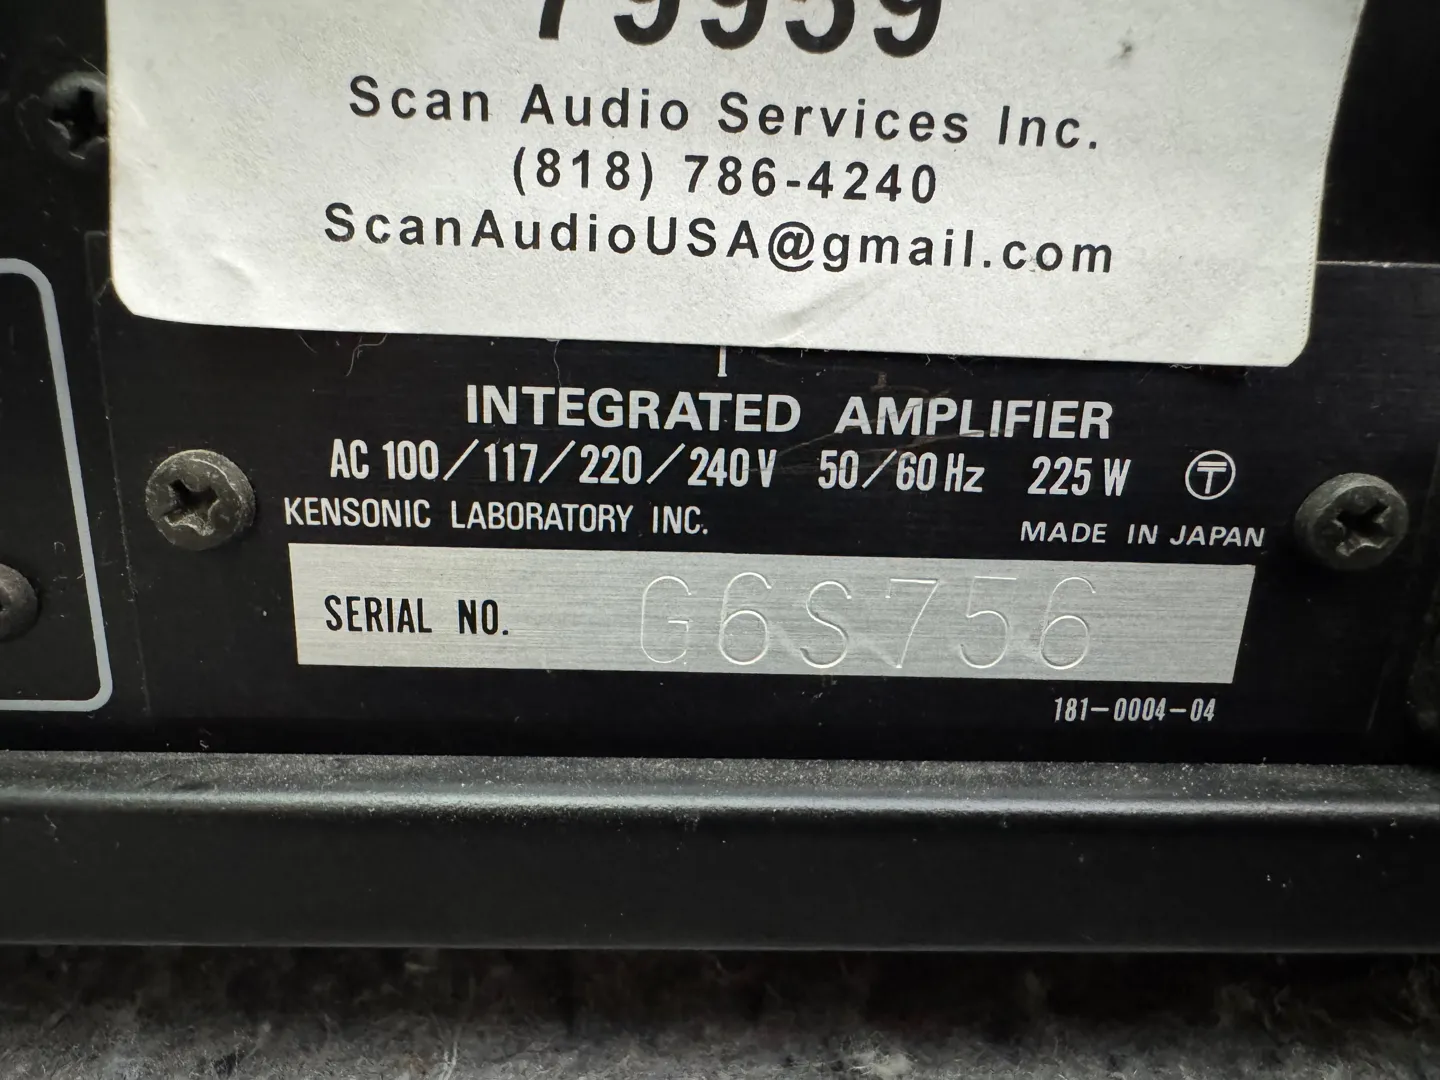 79959
Scan Audio Services Inc.
(818) 786-4240
ScanAudioUSA@gmail.com
INTEGRATED AMPLIFIER
AC 100/117/220/240V 50/60Hz 225W
KENSONIC LABORATORY INC. MADE IN JAPAN
SERIAL NO. G6S756
181-0004-04